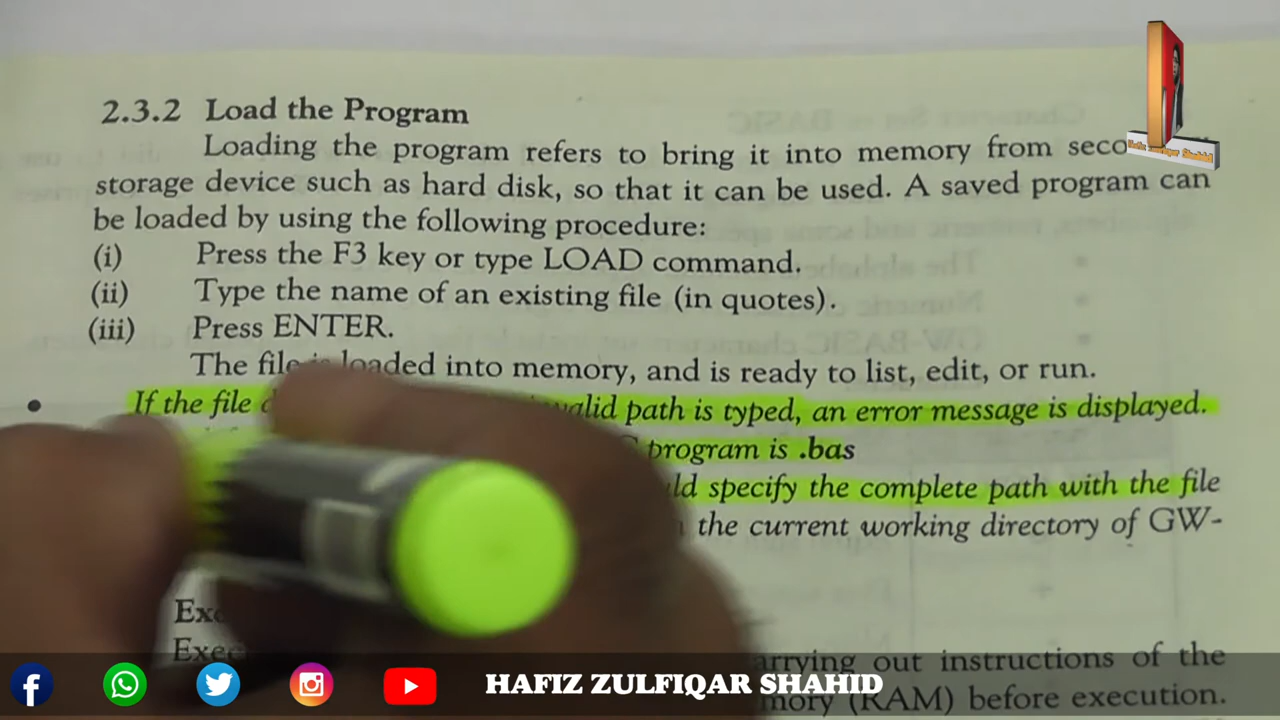 2.3.2 Load the Program
Loading the program refers to bring it into memory from
storage device such as hard disk, so that it can be used. A saved program can
be loaded by using the following procedure:
(i) Press the F3 key or type LOAD command.
(ii) Type the name of an existing file (in quotes).
(iii) Press ENTER.
The file is loaded into memory, and is ready to list, edit, or run.
If the file path is typed, an error message is displayed.
program is .bas
specify the complete path with the file
the current working directory of GW-
out instructions of the
(RAM) before execution.
HAFIZ ZULFIQAR SHAHID